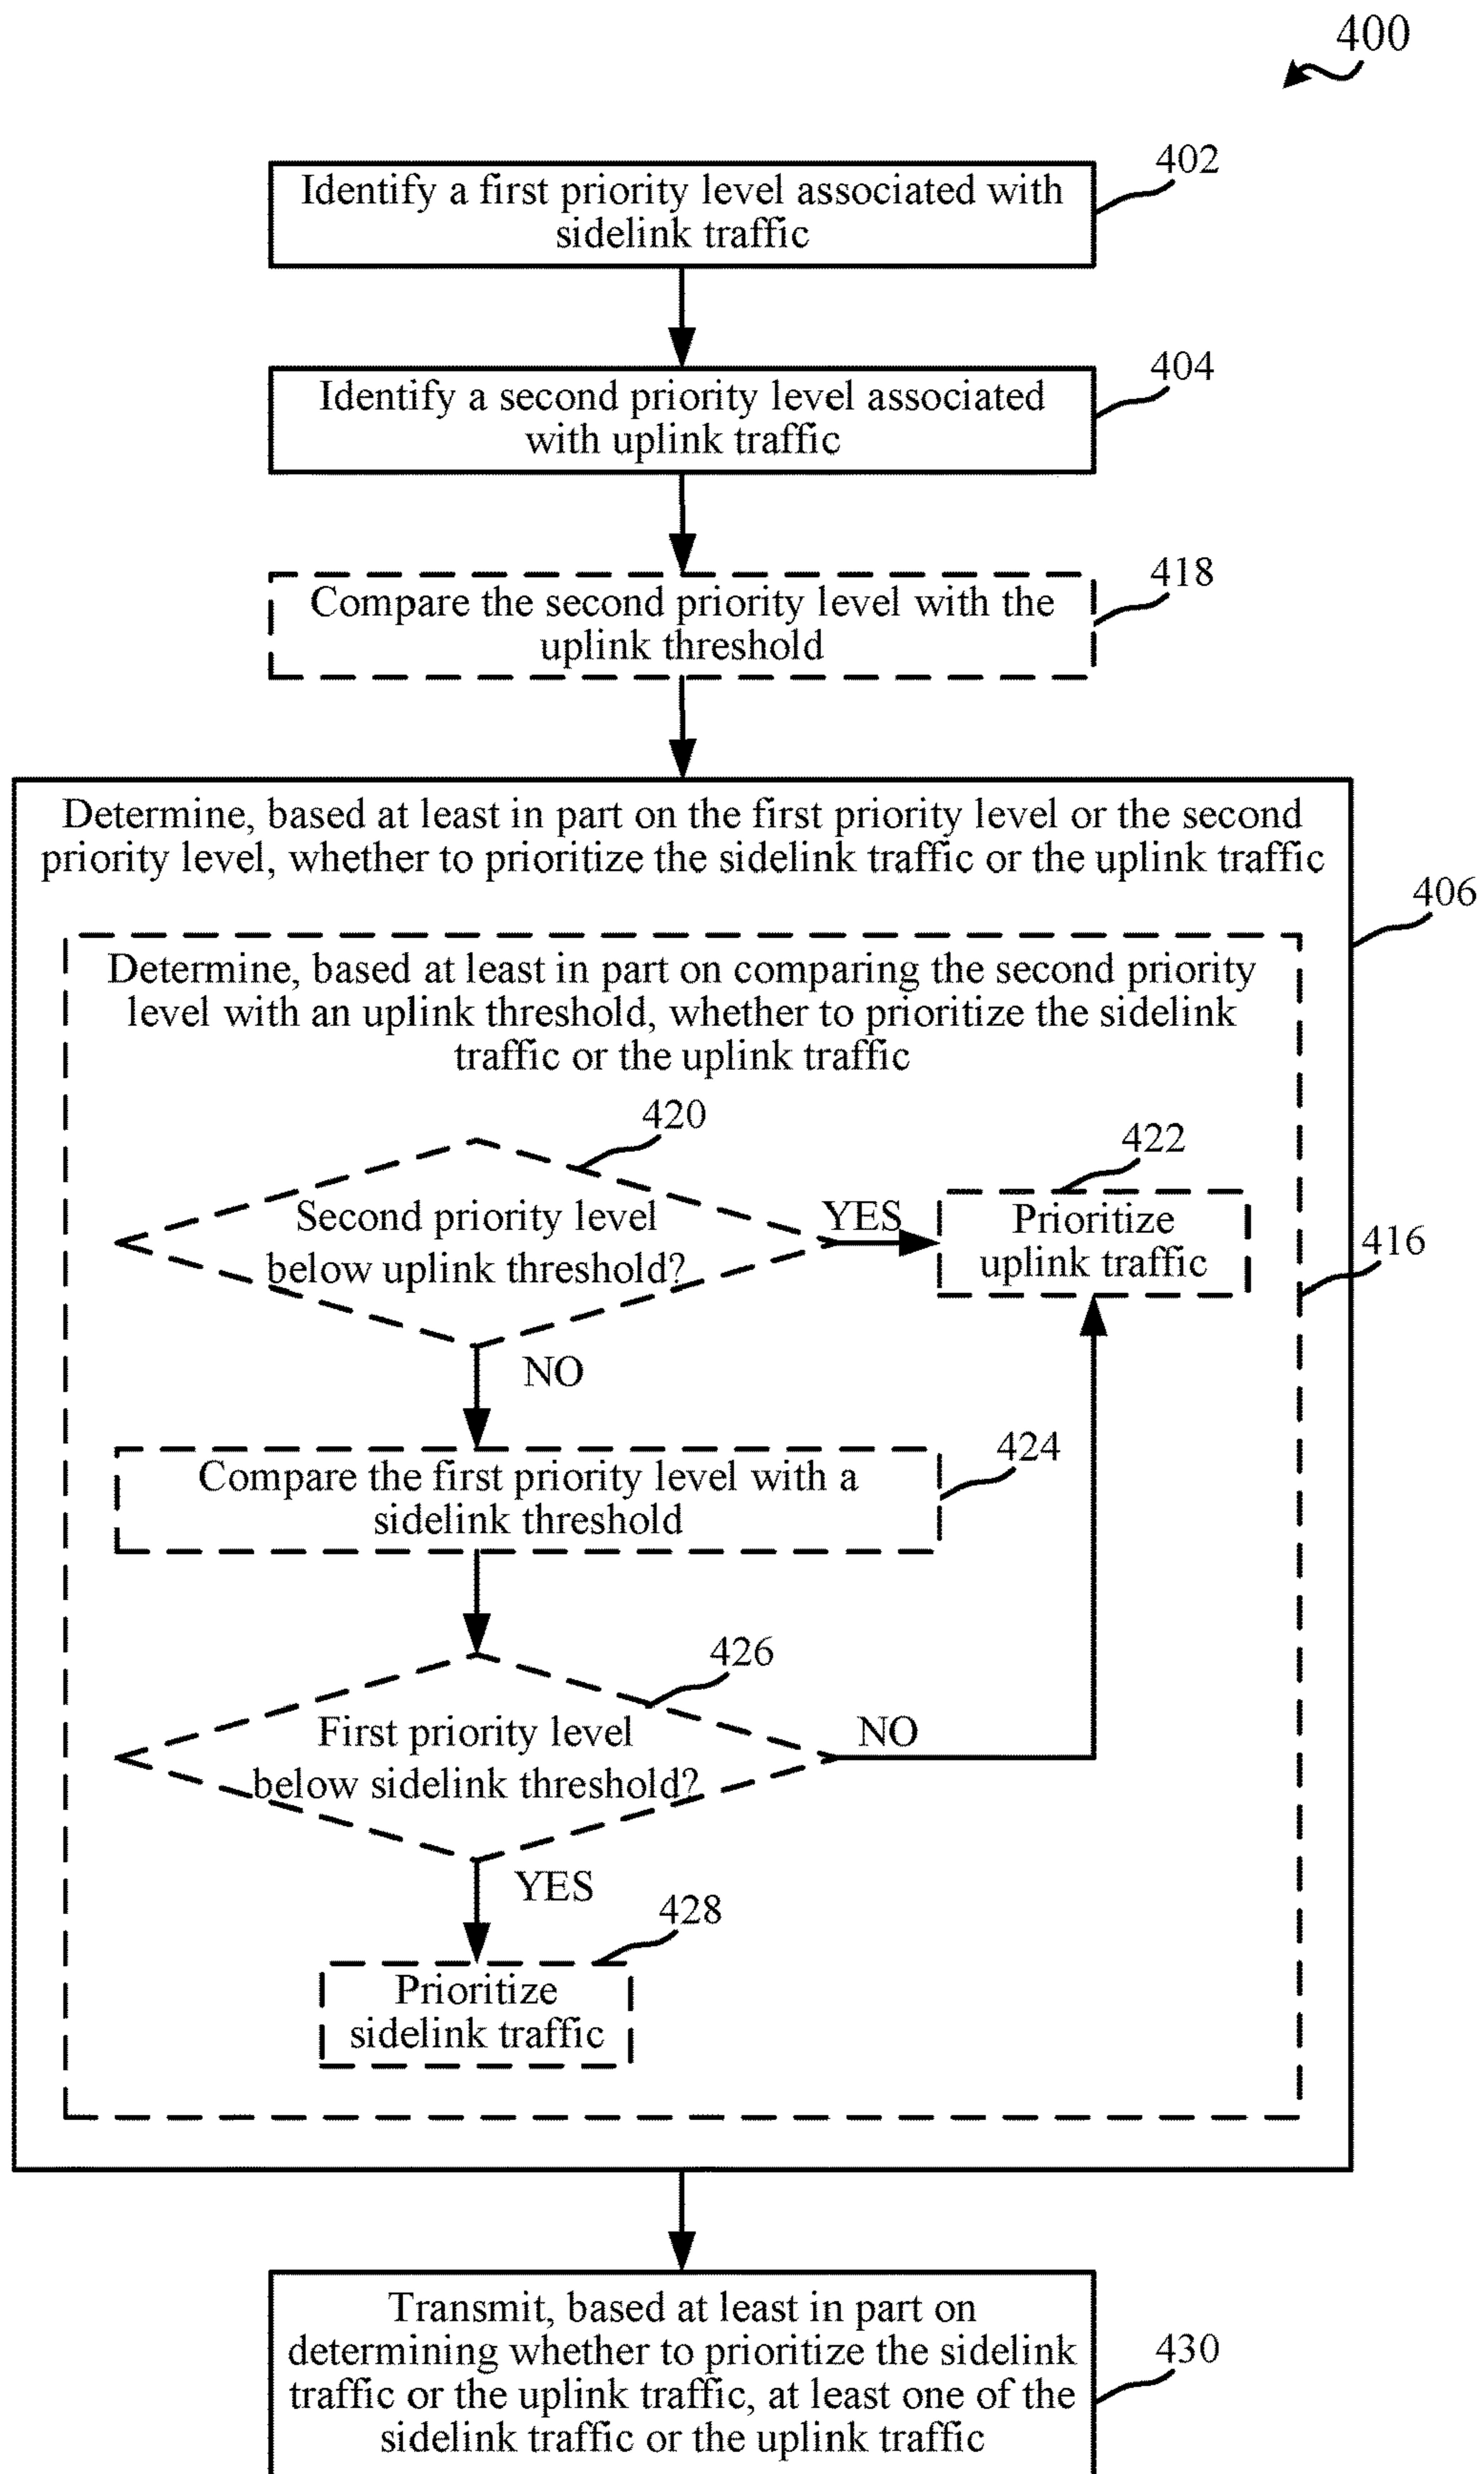 400
402
Identify a first priority level associated with
sidelink traffic
404
Identify a second priority level associated
with uplink traffic
418
Compare the second priority level with the
uplink threshold
Determine, based at least in part on the first priority level or the second
priority level, whether to prioritize the sidelink traffic or the uplink traffic
406
Determine, based at least in part on comparing the second priority
level with an uplink threshold, whether to prioritize the sidelink
traffic or the uplink traffic
420
422
Second priority level
below uplink threshold?
YES
Prioritize
uplink traffic
416
NO
424
Compare the first priority level with a
sidelink threshold
426
First priority level
below sidelink threshold?
NO
YES
428
Prioritize
sidelink traffic
Transmit, based at least in part on
determining whether to prioritize the sidelink
traffic or the uplink traffic, at least one of the
sidelink traffic or the uplink traffic
430